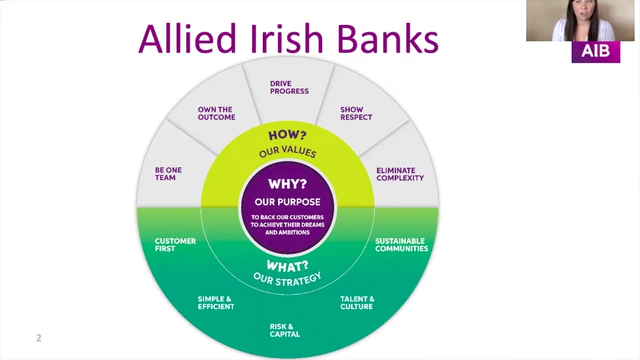 Allied Irish Banks
AIB
DRIVE
PROGRESS
OWN THE
OUTCOME
SHOW
RESPECT
BE ONE
TEAM
ELIMINATE
COMPLEXITY
HOW?
OUR VALUES
WHY?
OUR PURPOSE
TO BACK OUR CUSTOMERS
TO ACHIEVE THEIR DREAMS
AND AMBITIONS
WHAT?
OUR STRATEGY
CUSTOMER
FIRST
SUSTAINABLE
COMMUNITIES
SIMPLE &
EFFICIENT
TALENT &
CULTURE
RISK &
CAPITAL
2